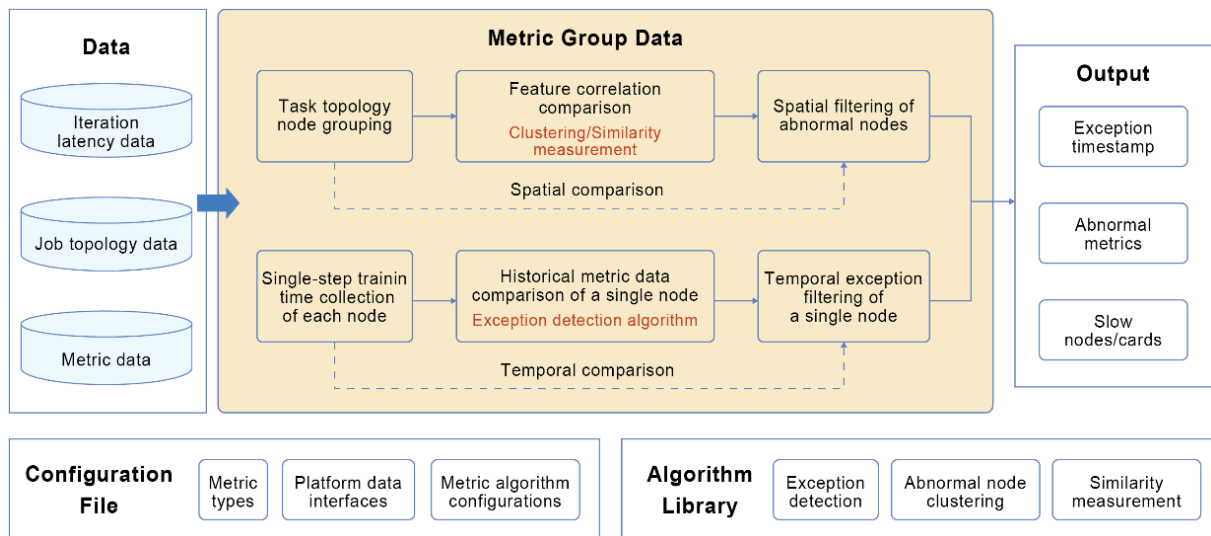 Data
Iteration
latency data
Job topology data
Metric data
Metric Group Data
Task topology
node grouping
Feature correlation
comparison
Clustering/Similarity
measurement
Spatial filtering of
abnormal nodes
Spatial comparison
Single-step trainin
time collection
of each node
Historical metric data
comparison of a single node
Exception detection algorithm
Temporal exception
filtering of
a single node
Temporal comparison
Output
Exception
timestamp
Abnormal
metrics
Slow
nodes/cards
Configuration
File
Metric
types
Platform data
interfaces
Metric algorithm
configurations
Algorithm
Library
Exception
detection
Abnormal node
clustering
Similarity
measurement